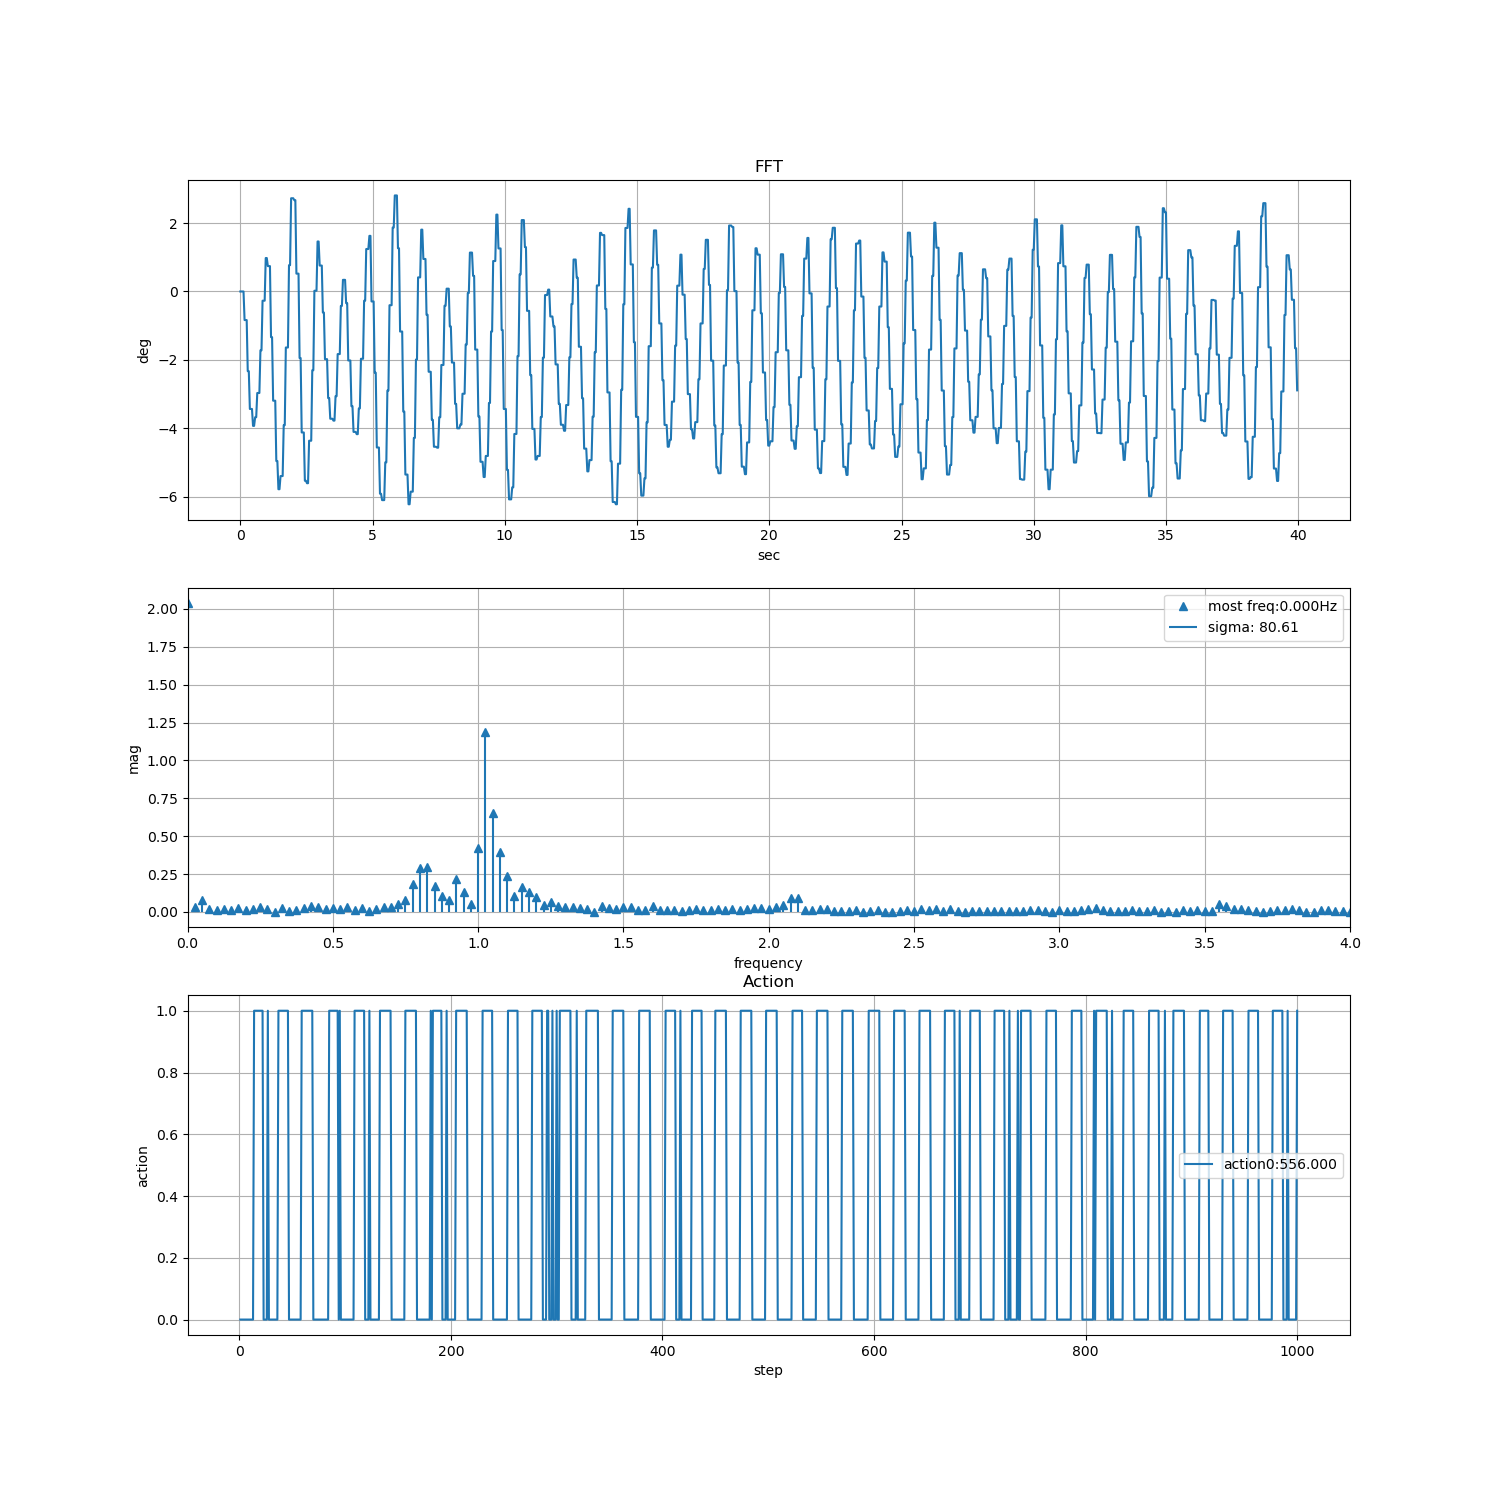 FFT
2
0
−2
−4
−6
deg
0 5 10 15 20 25 30 35 40
sec
2.00
1.75
1.50
1.25
1.00
0.75
0.50
0.25
0.00
mag
most freq:0.000Hz
sigma: 80.61
0.0 0.5 1.0 1.5 2.0 2.5 3.0 3.5 4.0
frequency
Action
1.0
0.8
0.6
0.4
0.2
0.0
action
action0:556.000
0 200 400 600 800 1000
step